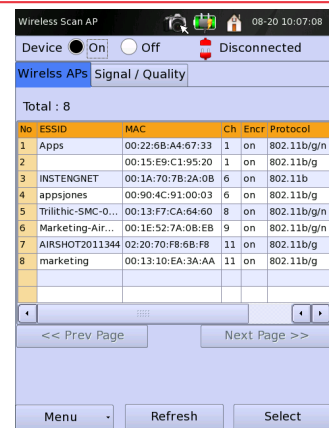 Wireless Scan AP 08-20 10:07:08
Device On Off Disconnected
Wirelss APs Signal / Quality
Total : 8
No ESSID MAC Ch Encr Protocol
1 Apps 00:22:6B:A4:67:33 1 on 802.11b/g/n
2 00:15:E9:C1:95:20 1 on 802.11b/g
3 INSTENGNET 00:1A:70:7B:2A:0B 6 on 802.11b
4 appsjones 00:90:4C:91:00:03 6 on 802.11b/g
5 Trilithic-SMC-0... 00:13:F7:CA:64:60 8 on 802.11b/g/n
6 Marketing-Air... 00:1E:52:7A:0B:EB 9 on 802.11b/g/n
7 AIRSHOT2011344 02:20:70:F8:6B:F8 11 on 802.11b/g
8 marketing 00:13:10:EA:3A:AA 11 on 802.11b/g
<< Prev Page Next Page >>
Menu Refresh Select